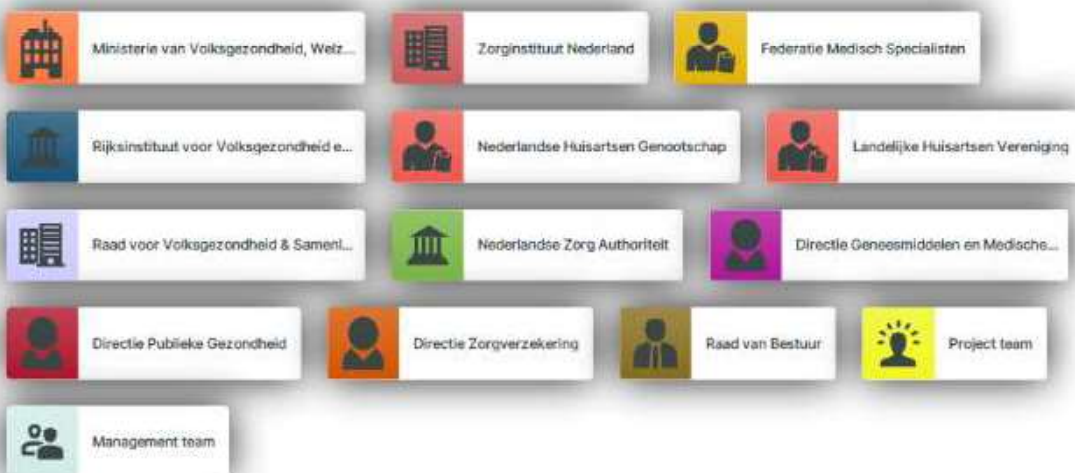 Ministerie van Volksgezondheid, Welz...
Zorginstituut Nederland
Federatie Medisch Specialisten
Rijksinstituut voor Volksgezondheid e...
Nederlandse Huisartsen Genootschap
Landelijke Huisartsen Vereniging
Raad voor Volksgezondheid & Samenl...
Nederlandse Zorg Authoriteit
Directie Geneesmiddelen en Medische...
Directie Publieke Gezondheid
Directie Zorgverzekering
Raad van Bestuur
Project team
Management team